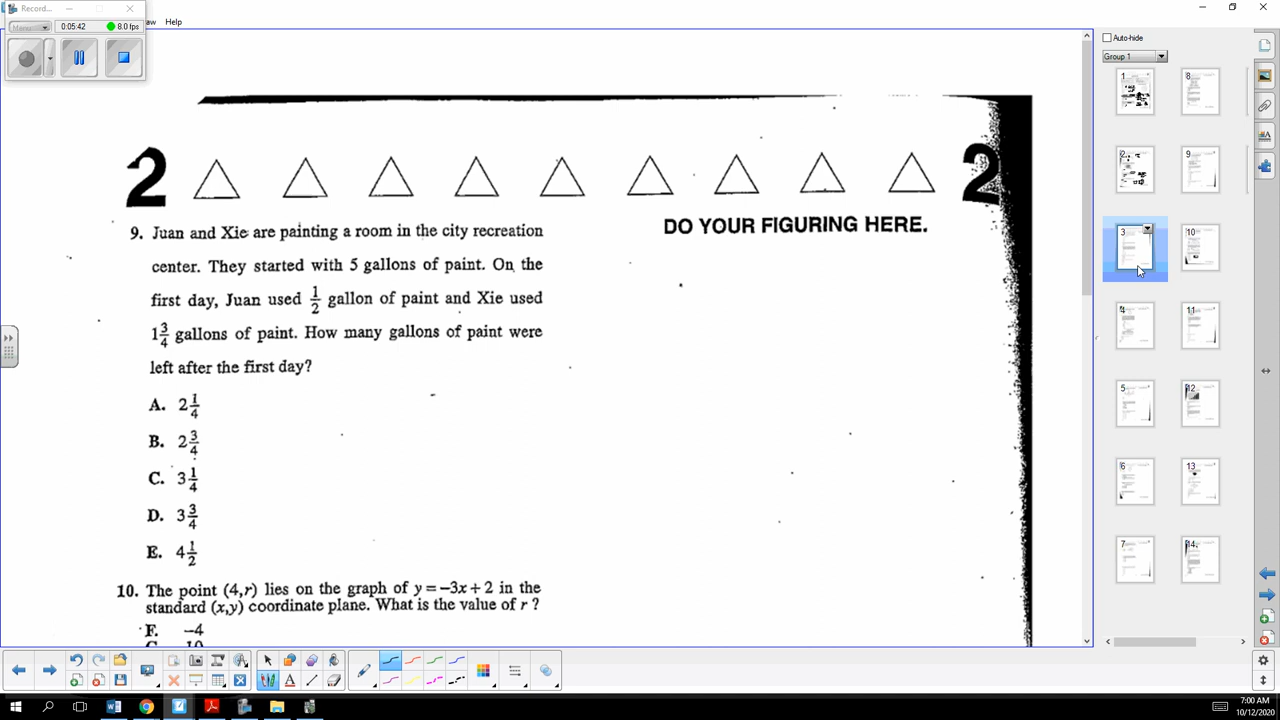 Record...
Menu
0:05:42
8.0 fps
Help
Auto-hide
Group 1
1
8
2
9
3
10
4
11
5
12
6
13
7
14
2
2
DO YOUR FIGURING HERE.
9. Juan and Xie are painting a room in the city recreation
center. They started with 5 gallons of paint. On the
first day, Juan used 1/2 gallon of paint and Xie used
1 3/4 gallons of paint. How many gallons of paint were
left after the first day?
A. 2 1/4
B. 2 3/4
C. 3 1/4
D. 3 3/4
E. 4 1/2
10. The point (4,r) lies on the graph of y=-3x+2 in the
standard (x,y) coordinate plane. What is the value of r ?
F. -4
7:00 AM
10/12/2020